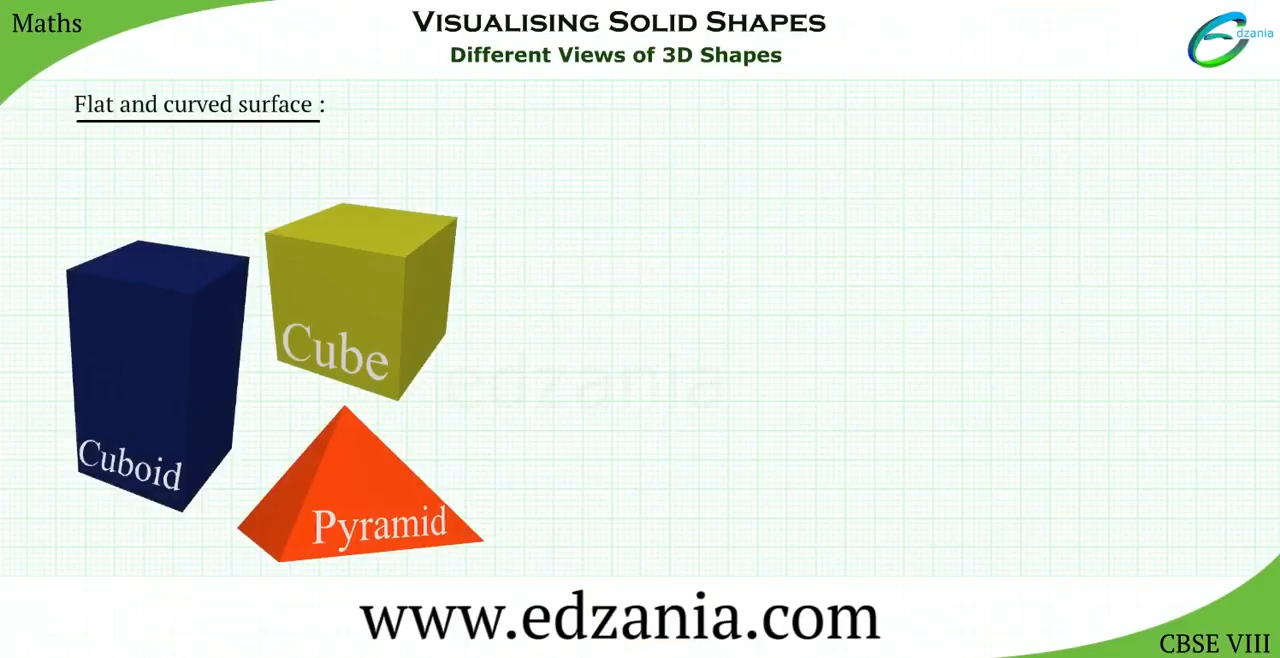 Maths
VISUALISING SOLID SHAPES
Different Views of 3D Shapes
Edzania
Flat and curved surface :
Cube
Cuboid
Pyramid
edzania
www.edzania.com
CBSE VIII